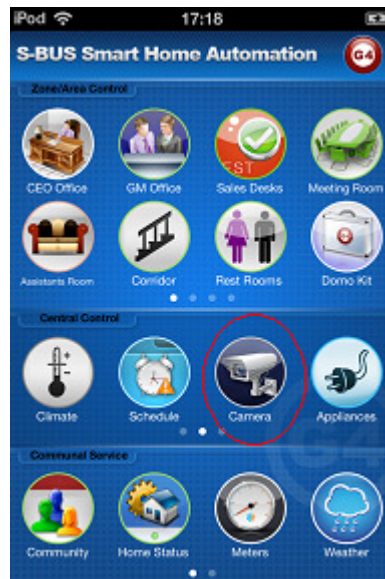 iPod 17:18
S-BUS Smart Home Automation G4
Zone/Area Control
CEO Office GM Office Sales Desks Meeting Room
EST
Assistants Room Corridor Rest Rooms Domo Kit
Central Control
Climate Schedule Camera Appliances
G4
Communal Service
Community Home Status Meters Weather